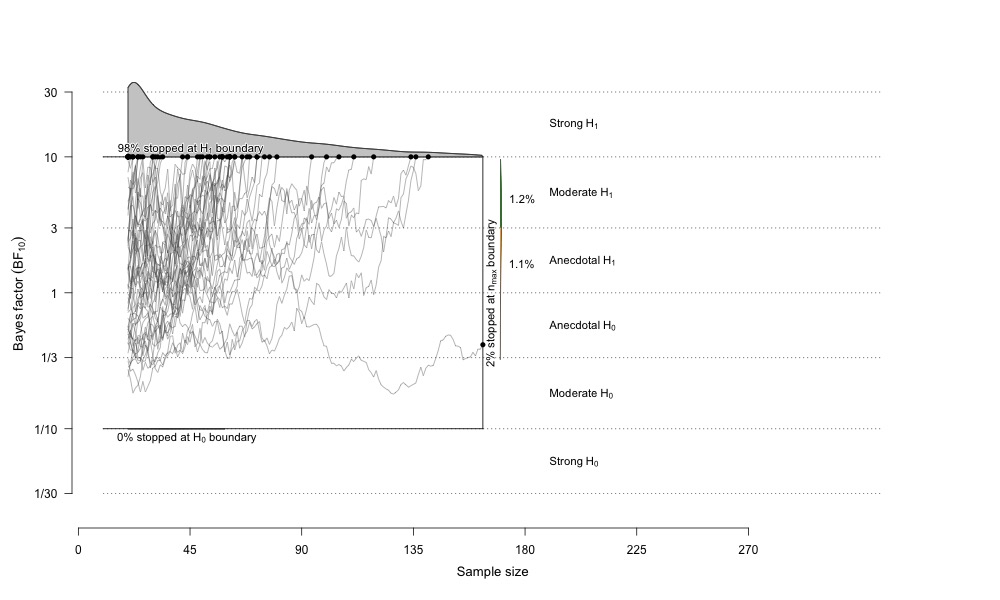 30
Strong H₁
98% stopped at H₁ boundary
10
Moderate H₁
1.2%
3
2% stopped at nmax boundary
Bayes factor (BF₁₀)
Anecdotal H₁
1.1%
1
Anecdotal H₀
1/3
Moderate H₀
1/10
0% stopped at H₀ boundary
Strong H₀
1/30
0 45 90 135 180 225 270
Sample size